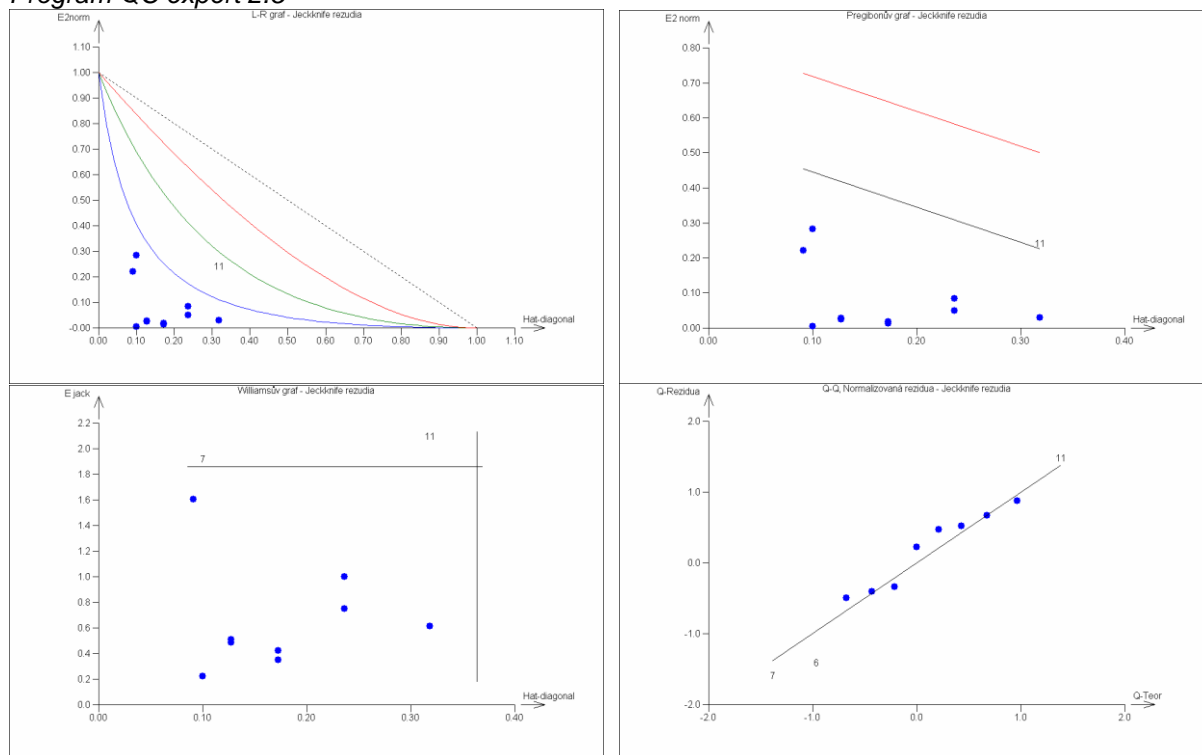 Program QC expert 2.5
L-R graf - Jeckknife rezudia
E2norm
1.10
1.00
0.90
0.80
0.70
0.60
0.50
0.40
0.30
0.20
0.10
-0.00
11
Hat-diagonal
0.00 0.10 0.20 0.30 0.40 0.50 0.60 0.70 0.80 0.90 1.00 1.10
Pregibonův graf - Jeckknife rezudia
E2 norm
0.80
0.70
0.60
0.50
0.40
0.30
0.20
0.10
0.00
11
Hat-diagonal
0.00 0.10 0.20 0.30 0.40
Williamsův graf - Jeckknife rezudia
E jack
2.2
2.0
1.8
1.6
1.4
1.2
1.0
0.8
0.6
0.4
0.2
0.0
11
7
Hat-diagonal
0.00 0.10 0.20 0.30 0.40
Q-Q, Normalizovaná rezidua - Jeckknife rezudia
Q-Rezidua
2.0
1.0
0.0
-1.0
-2.0
11
6
7
Q-Teor
-2.0 -1.0 0.0 1.0 2.0